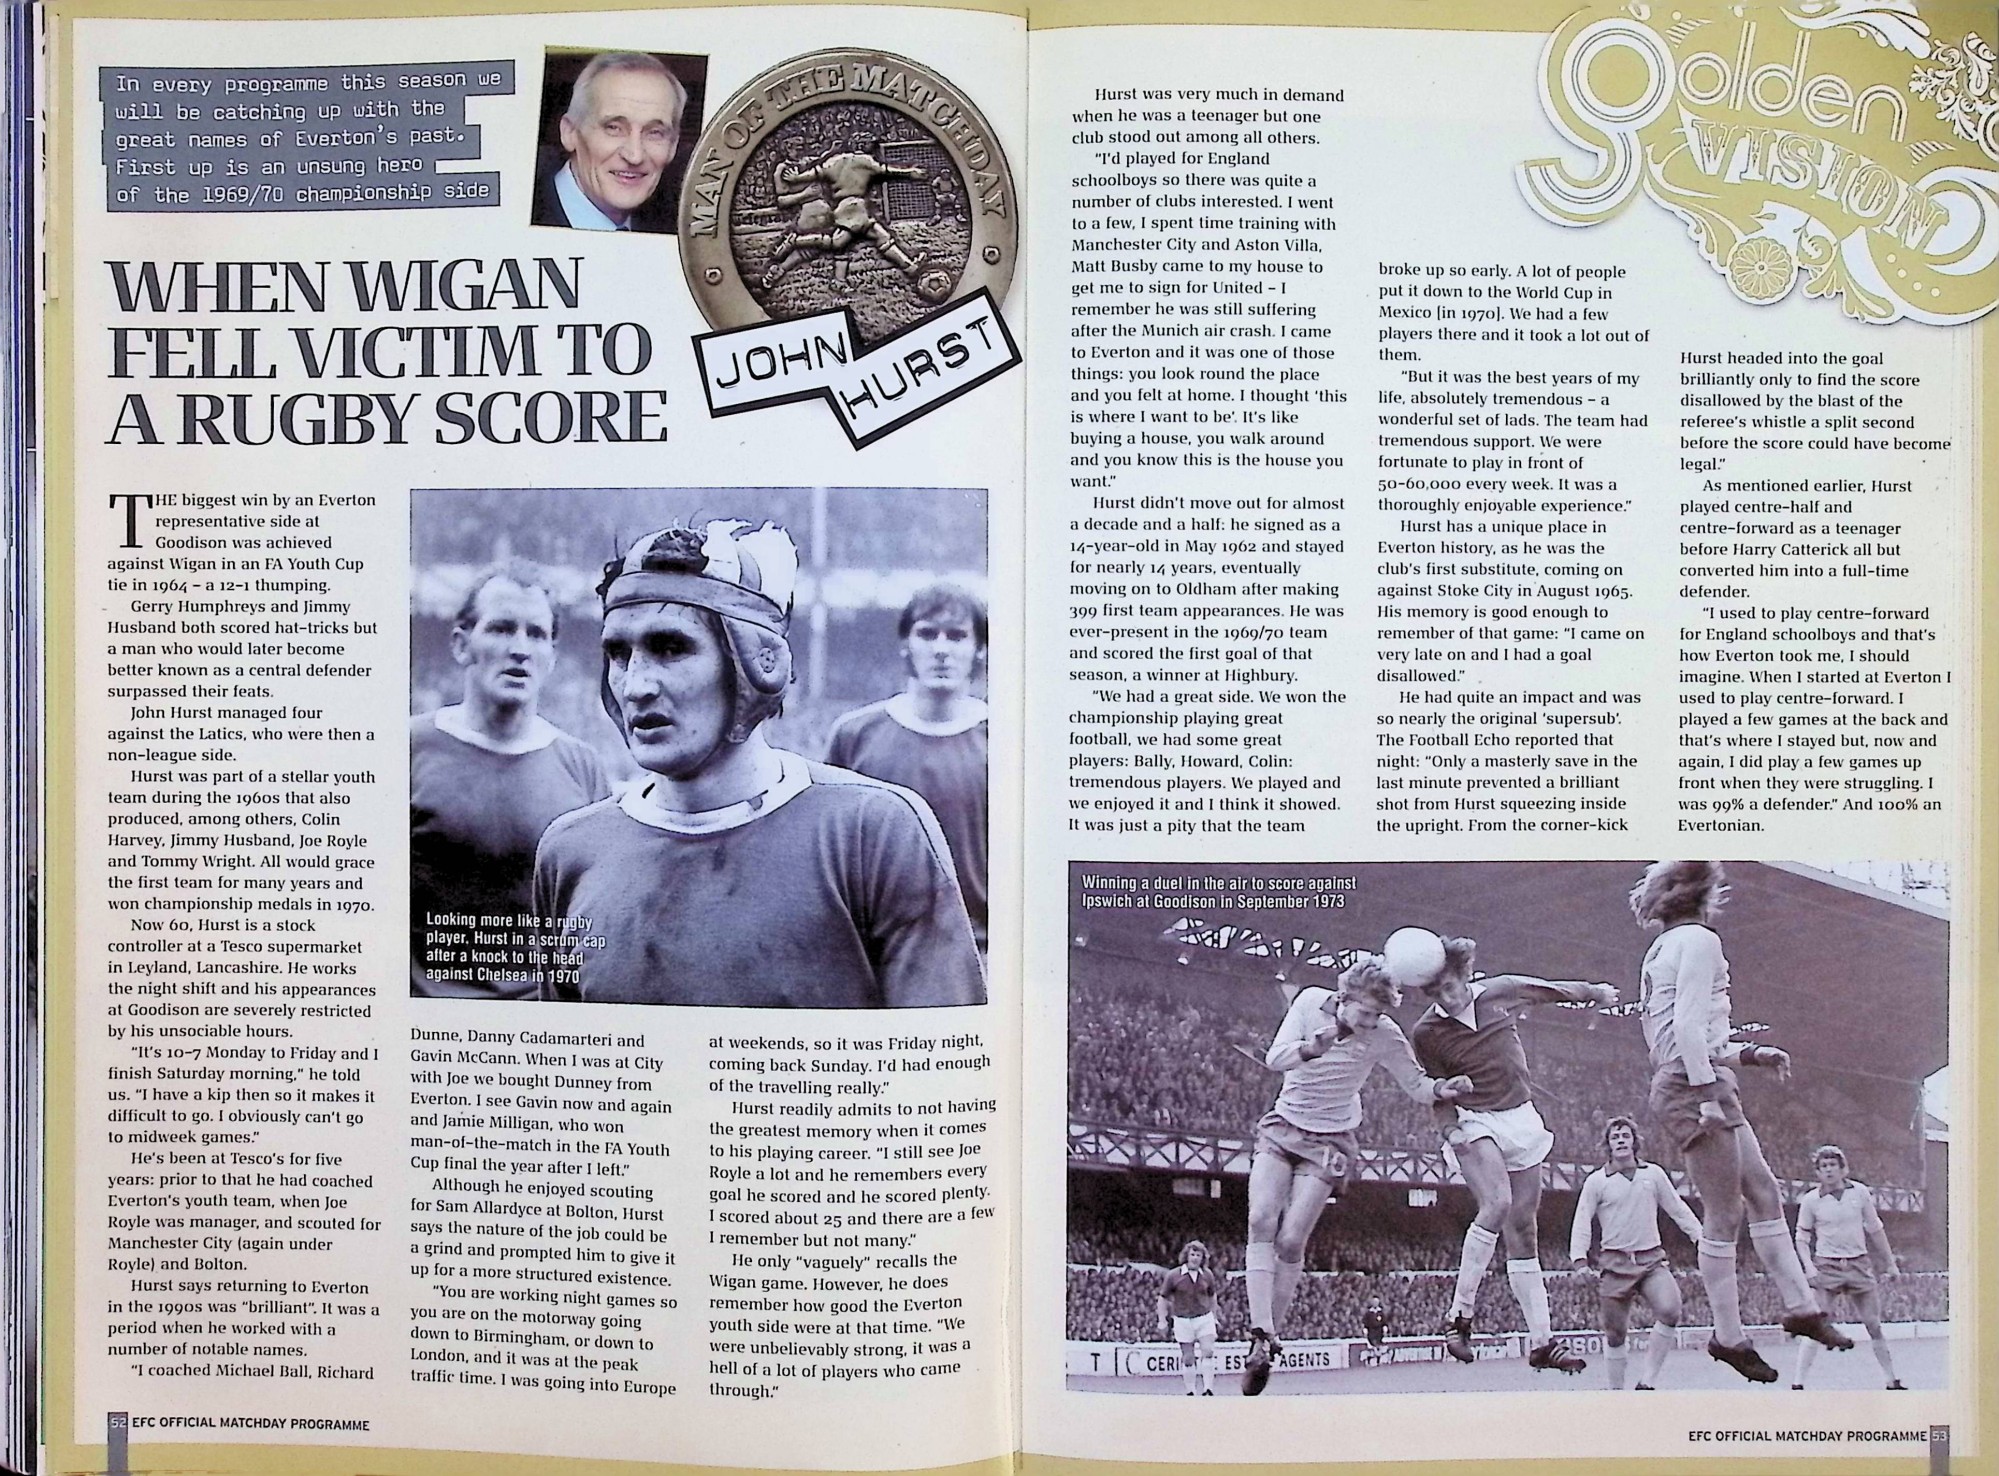 In every programme this season we
will be catching up with the
great names of Everton's past.
First up is an unsung hero
of the 1969/70 championship side
MAN OF THE MATCHDAY
JOHN
HURST
WHEN WIGAN
FELL VICTIM TO
A RUGBY SCORE
THE biggest win by an Everton
representative side at
Goodison was achieved
against Wigan in an FA Youth Cup
tie in 1964 – a 12-1 thumping.
Gerry Humphreys and Jimmy
Husband both scored hat-tricks but
a man who would later become
better known as a central defender
surpassed their feats.
John Hurst managed four
against the Latics, who were then a
non-league side.
Hurst was part of a stellar youth
team during the 1960s that also
produced, among others, Colin
Harvey, Jimmy Husband, Joe Royle
and Tommy Wright. All would grace
the first team for many years and
won championship medals in 1970.
Now 60, Hurst is a stock
controller at a Tesco supermarket
in Leyland, Lancashire. He works
the night shift and his appearances
at Goodison are severely restricted
by his unsociable hours.
"It's 10-7 Monday to Friday and I
finish Saturday morning," he told
us. "I have a kip then so it makes it
difficult to go. I obviously can't go
to midweek games."
He's been at Tesco's for five
years: prior to that he had coached
Everton's youth team, when Joe
Royle was manager, and scouted for
Manchester City (again under
Royle) and Bolton.
Hurst says returning to Everton
in the 1990s was "brilliant". It was a
period when he worked with a
number of notable names.
"I coached Michael Ball, Richard
Looking more like a rugby
player, Hurst in a scrum cap
after a knock to the head
against Chelsea in 1970
Dunne, Danny Cadamarteri and
Gavin McCann. When I was at City
with Joe we bought Dunney from
Everton. I see Gavin now and again
and Jamie Milligan, who won
man-of-the-match in the FA Youth
Cup final the year after I left."
Although he enjoyed scouting
for Sam Allardyce at Bolton, Hurst
says the nature of the job could be
a grind and prompted him to give it
up for a more structured existence.
"You are working night games so
you are on the motorway going
down to Birmingham, or down to
London, and it was at the peak
traffic time. I was going into Europe
at weekends, so it was Friday night,
coming back Sunday. I'd had enough
of the travelling really."
Hurst readily admits to not having
the greatest memory when it comes
to his playing career. "I still see Joe
Royle a lot and he remembers every
goal he scored and he scored plenty.
I scored about 25 and there are a few
I remember but not many."
He only "vaguely" recalls the
Wigan game. However, he does
remember how good the Everton
youth side were at that time. "We
were unbelievably strong, it was a
hell of a lot of players who came
through."
52 EFC OFFICIAL MATCHDAY PROGRAMME
golden
VISION
Hurst was very much in demand
when he was a teenager but one
club stood out among all others.
"I'd played for England
schoolboys so there was quite a
number of clubs interested. I went
to a few, I spent time training with
Manchester City and Aston Villa,
Matt Busby came to my house to
get me to sign for United – I
remember he was still suffering
after the Munich air crash. I came
to Everton and it was one of those
things: you look round the place
and you felt at home. I thought 'this
is where I want to be'. It's like
buying a house, you walk around
and you know this is the house you
want."
Hurst didn't move out for almost
a decade and a half: he signed as a
14-year-old in May 1962 and stayed
for nearly 14 years, eventually
moving on to Oldham after making
399 first team appearances. He was
ever-present in the 1969/70 team
and scored the first goal of that
season, a winner at Highbury.
"We had a great side. We won the
championship playing great
football, we had some great
players: Bally, Howard, Colin:
tremendous players. We played and
we enjoyed it and I think it showed.
It was just a pity that the team
broke up so early. A lot of people
put it down to the World Cup in
Mexico [in 1970]. We had a few
players there and it took a lot out of
them.
"But it was the best years of my
life, absolutely tremendous – a
wonderful set of lads. The team had
tremendous support. We were
fortunate to play in front of
50-60,000 every week. It was a
thoroughly enjoyable experience."
Hurst has a unique place in
Everton history, as he was the
club's first substitute, coming on
against Stoke City in August 1965.
His memory is good enough to
remember of that game: "I came on
very late on and I had a goal
disallowed."
He had quite an impact and was
so nearly the original 'supersub'.
The Football Echo reported that
night: "Only a masterly save in the
last minute prevented a brilliant
shot from Hurst squeezing inside
the upright. From the corner-kick
Hurst headed into the goal
brilliantly only to find the score
disallowed by the blast of the
referee's whistle a split second
before the score could have become
legal."
As mentioned earlier, Hurst
played centre-half and
centre-forward as a teenager
before Harry Catterick all but
converted him into a full-time
defender.
"I used to play centre-forward
for England schoolboys and that's
how Everton took me, I should
imagine. When I started at Everton I
used to play centre-forward. I
played a few games at the back and
that's where I stayed but, now and
again, I did play a few games up
front when they were struggling. I
was 99% a defender." And 100% an
Evertonian.
Winning a duel in the air to score against
Ipswich at Goodison in September 1973
10
AGENTS
EFC OFFICIAL MATCHDAY PROGRAMME 53